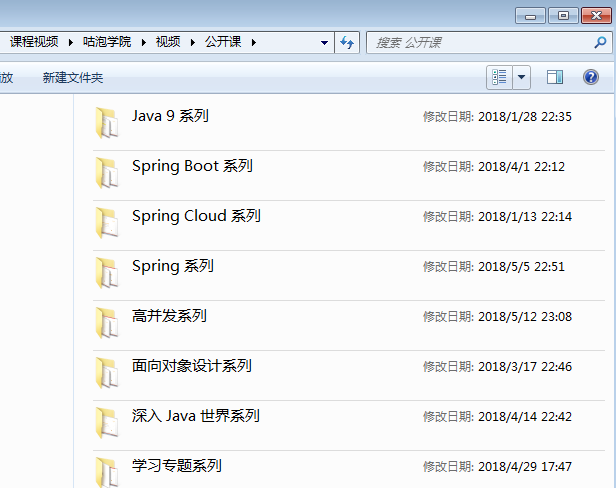 课程视频 咕泡学院 视频 公开课 搜索 公开课
放 新建文件夹
Java 9 系列 修改日期: 2018/1/28 22:35
Spring Boot 系列 修改日期: 2018/4/1 22:12
Spring Cloud 系列 修改日期: 2018/1/13 22:14
Spring 系列 修改日期: 2018/5/5 22:51
高并发系列 修改日期: 2018/5/12 23:08
面向对象设计系列 修改日期: 2018/3/17 22:46
深入 Java 世界系列 修改日期: 2018/4/14 22:42
学习专题系列 修改日期: 2018/4/29 17:47